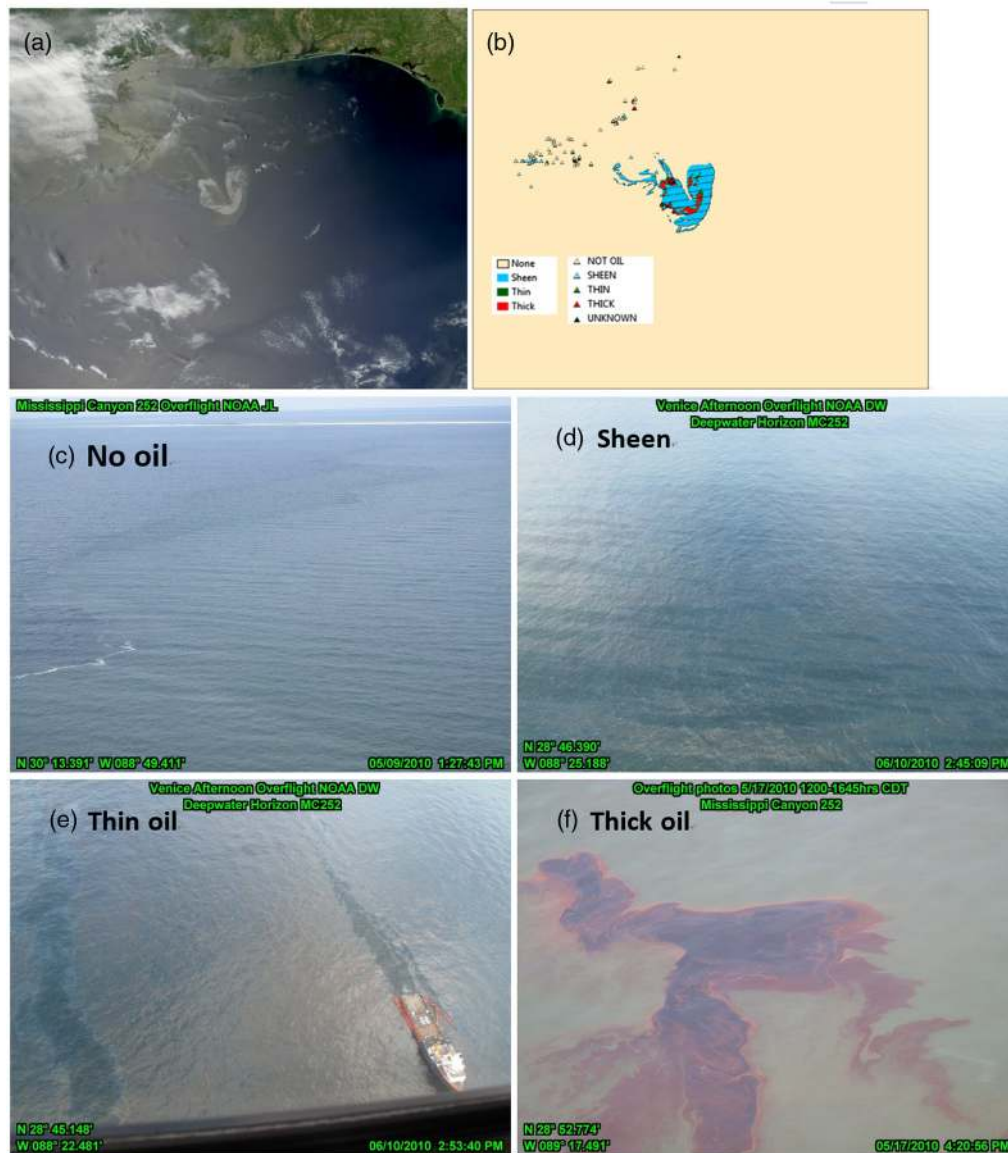 (a)
(b)
None
Sheen
Thin
Thick
NOT OIL
SHEEN
THIN
THICK
UNKNOWN
Mississippi Canyon 252 Overflight NOAA JL
(c) No oil
N 30° 13.391' W 088° 49.411'
05/09/2010 1:27:43 PM
Venice Afternoon Overflight NOAA DW
Deepwater Horizon MC252
(d) Sheen
N 28° 46.390'
W 088° 25.188'
06/10/2010 2:45:09 PM
Venice Afternoon Overflight NOAA DW
Deepwater Horizon MC252
(e) Thin oil
N 28° 45.148'
W 088° 22.481'
06/10/2010 2:53:40 PM
Overflight photos 5/17/2010 1200-1645hrs CDT
Mississippi Canyon 252
(f) Thick oil
N 28° 52.774'
W 089° 17.491'
05/17/2010 4:20:56 PM